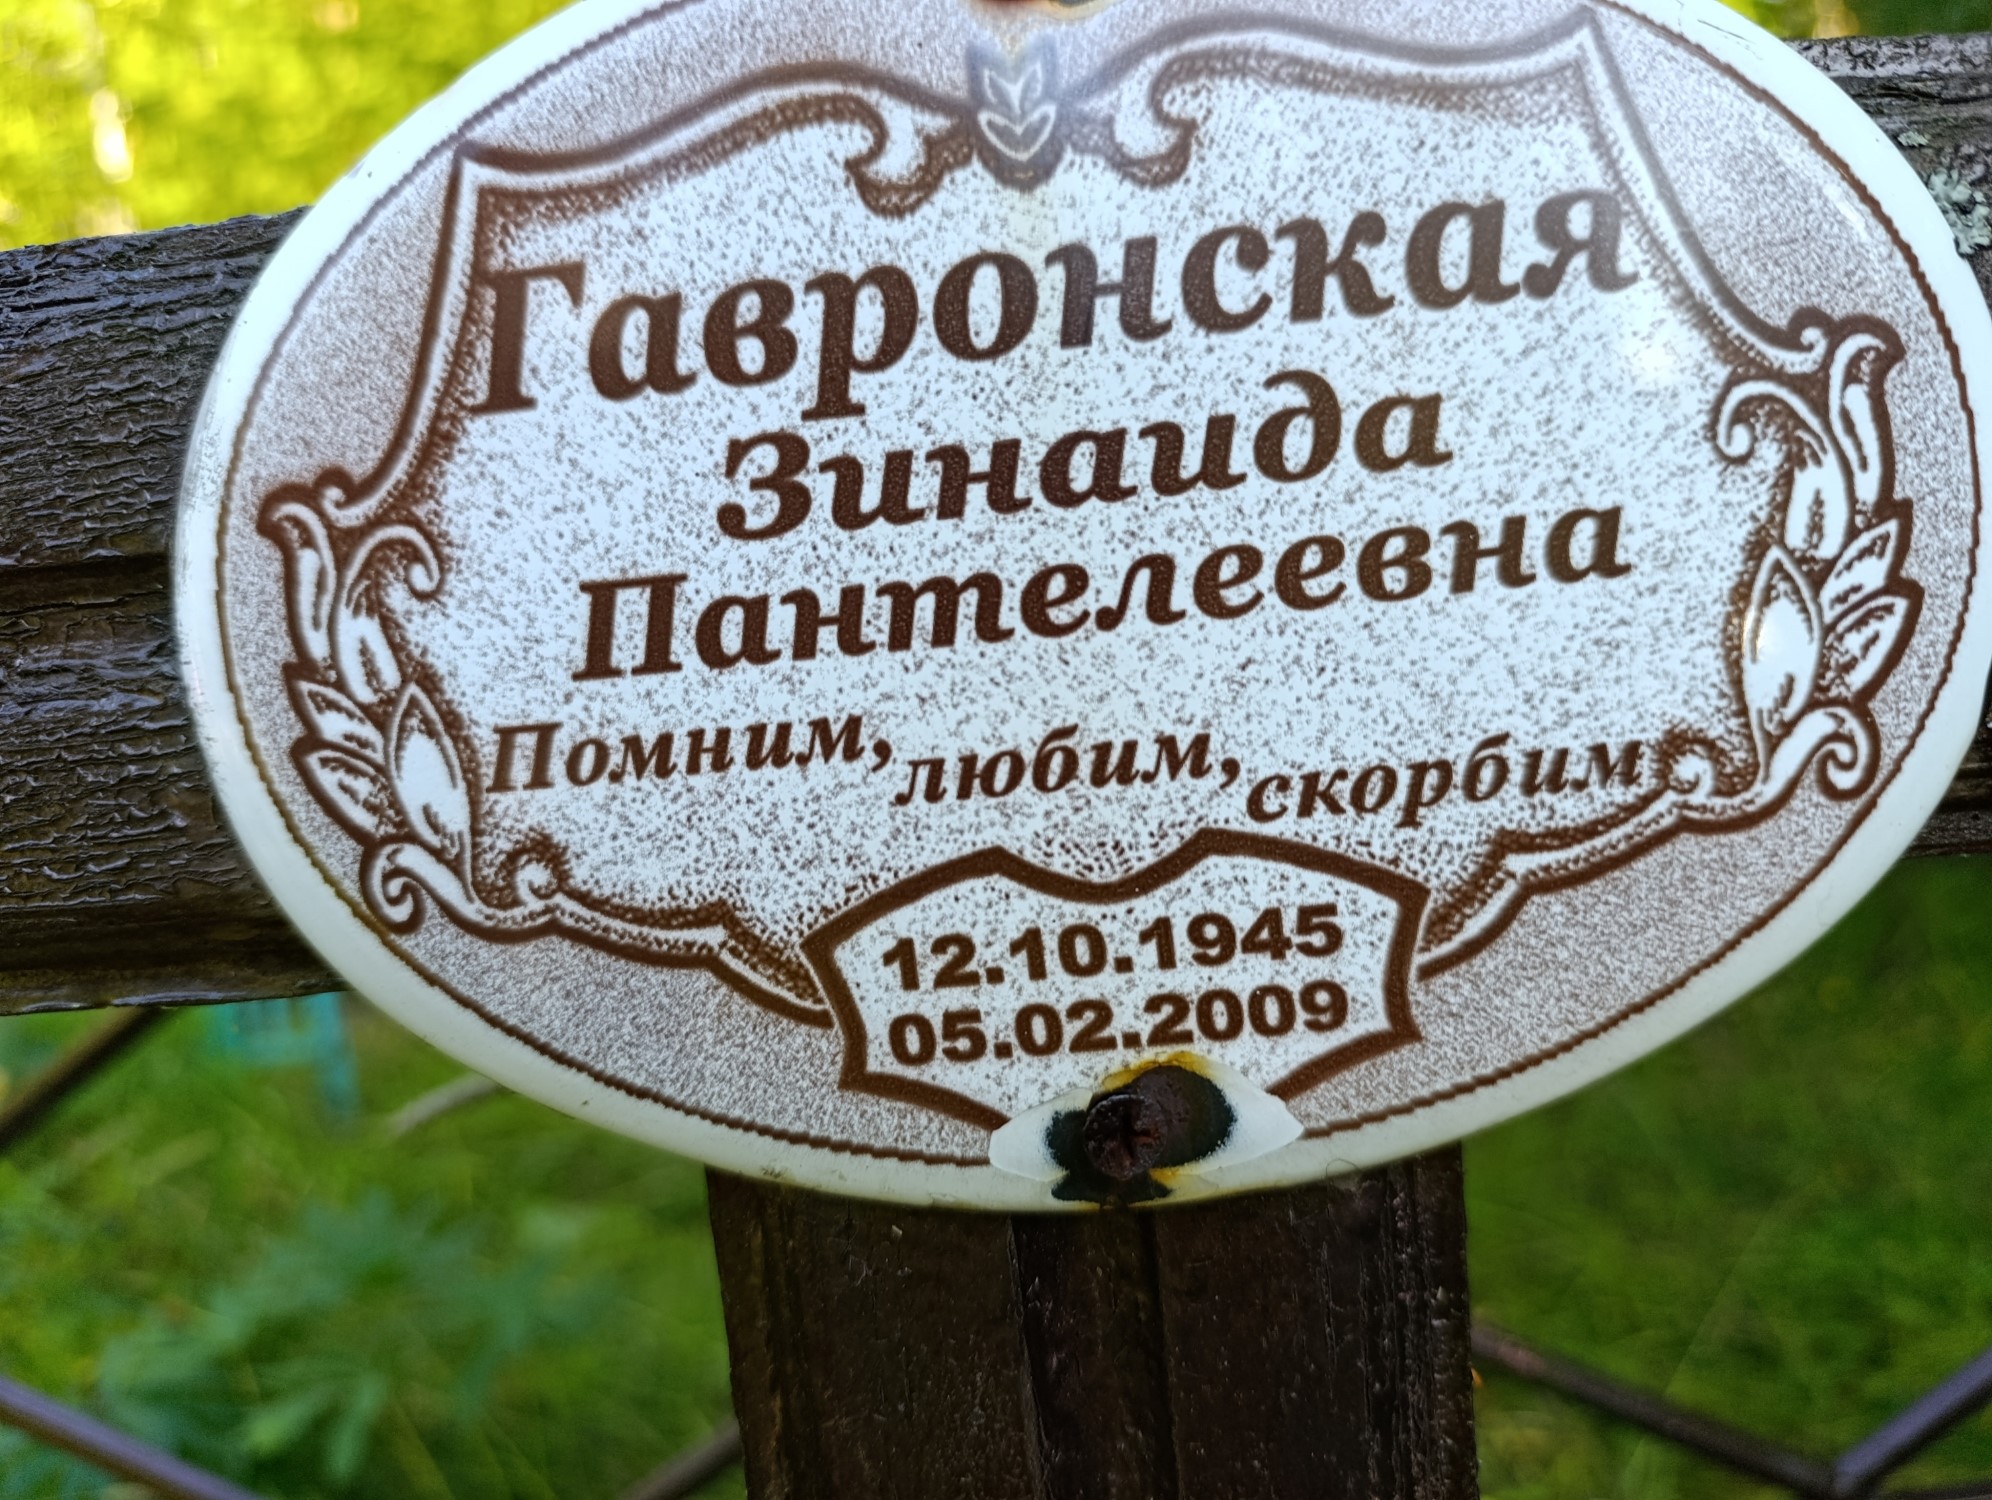 Гавронская
Зинаида
Пантелеевна
Помним, любим, скорбим
12.10.1945
05.02.2009